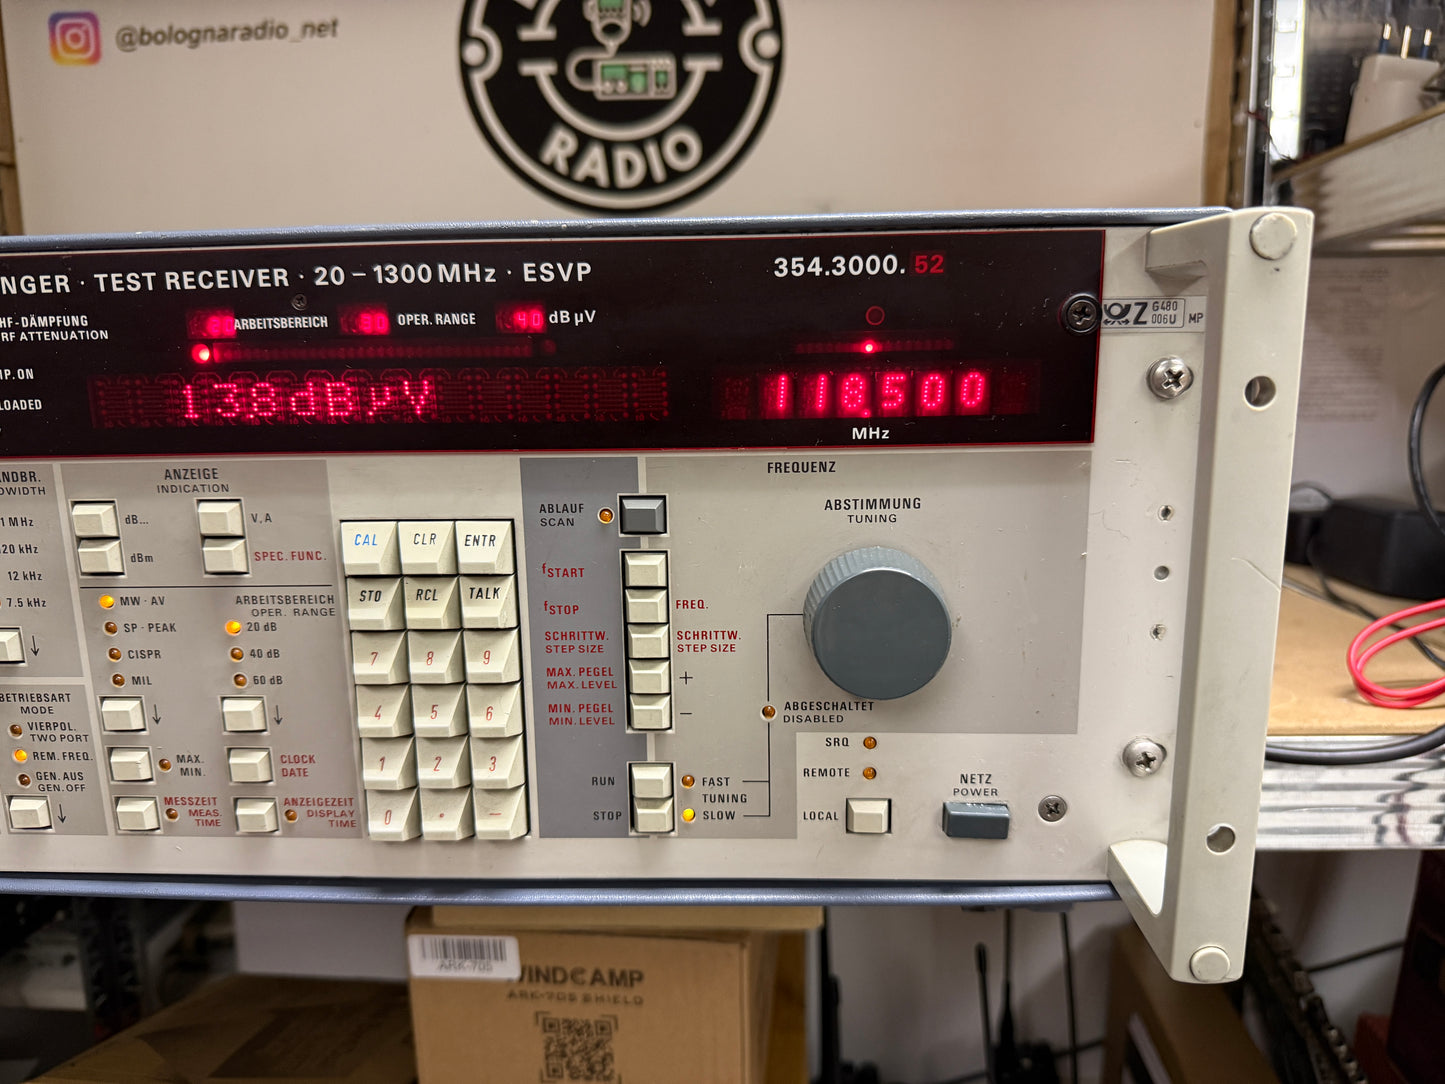 @bolognaradio_net
RADIO
NGER · TEST RECEIVER · 20 – 1300 MHz · ESVP
354.3000.52
HF-DÄMPFUNG
RF ATTENUATION
ARBEITSBEREICH
OPER. RANGE
40
dB µV
P.ON
LOADED
138dBµV
118.500
MHz
Z
G 480
006 U
MP
NDBR.
DWIDTH
1 MHz
120 kHz
12 kHz
7.5 kHz
ANZEIGE
INDICATION
dB...
V, A
dBm
SPEC. FUNC.
MW · AV
SP · PEAK
CISPR
MIL
ARBEITSBEREICH
OPER. RANGE
20 dB
40 dB
60 dB
BETRIEBSART
MODE
VIERPOL.
TWO PORT
REM. FREQ.
GEN. AUS
GEN. OFF
MAX.
MIN.
CLOCK
DATE
MESSZEIT
MEAS.
TIME
ANZEIGEZEIT
DISPLAY
TIME
CAL CLR ENTR
STO RCL TALK
7 8 9
4 5 6
1 2 3
0 . –
FREQUENZ
ABLAUF
SCAN
fSTART
fSTOP
FREQ.
SCHRITTW.
STEP SIZE
SCHRITTW.
STEP SIZE
MAX. PEGEL
MAX. LEVEL
+
MIN. PEGEL
MIN. LEVEL
–
RUN
STOP
FAST
TUNING
SLOW
ABSTIMMUNG
TUNING
ABGESCHALTET
DISABLED
SRQ
REMOTE
LOCAL
NETZ
POWER
ARK-705
WINDCAMP
ARK-705 SHIELD